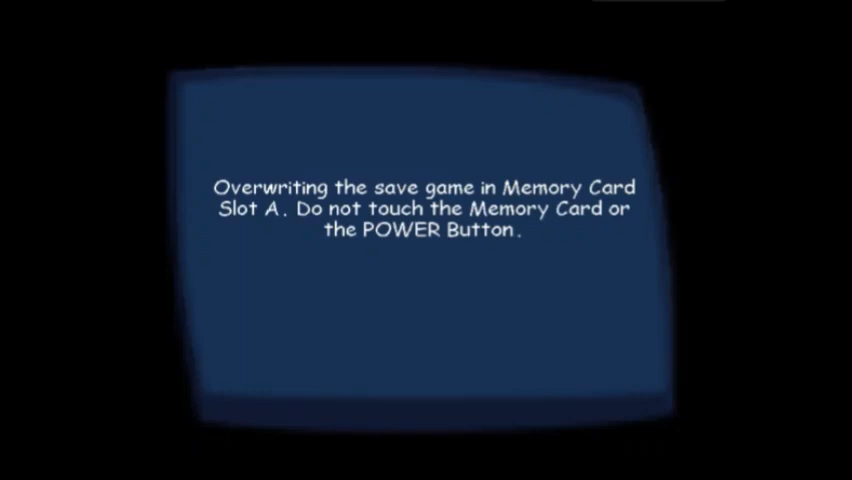 Overwriting the save game in Memory Card
Slot A. Do not touch the Memory Card or
the POWER Button.